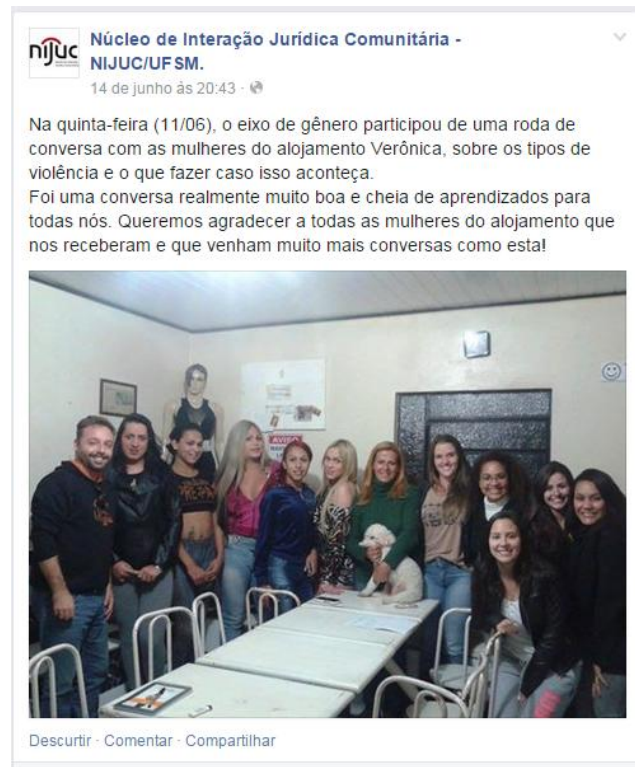 nijuc
Núcleo de Interação Jurídica Comunitária -
NIJUC/UFSM.
14 de junho às 20:43 ·
Na quinta-feira (11/06), o eixo de gênero participou de uma roda de
conversa com as mulheres do alojamento Verônica, sobre os tipos de
violência e o que fazer caso isso aconteça.
Foi uma conversa realmente muito boa e cheia de aprendizados para
todas nós. Queremos agradecer a todas as mulheres do alojamento que
nos receberam e que venham muito mais conversas como esta!
AVISO
Descurtir · Comentar · Compartilhar